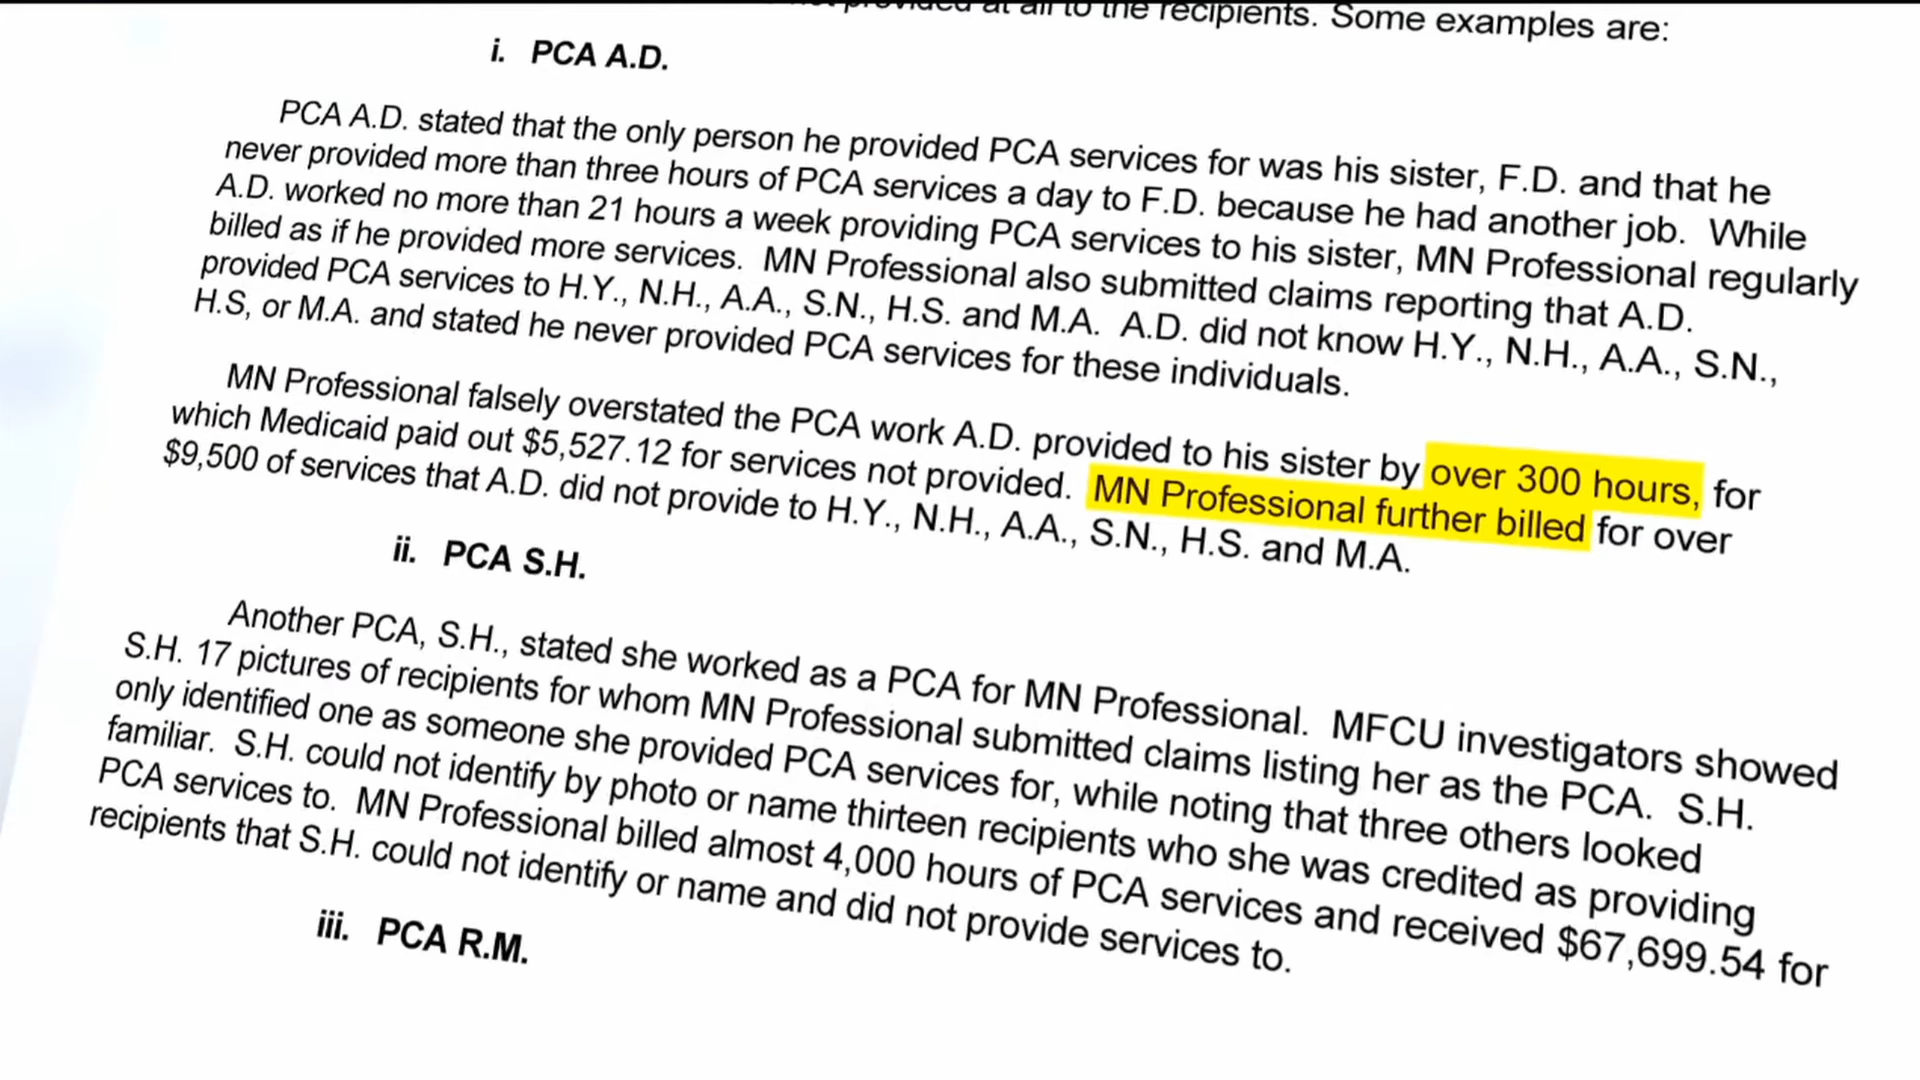 provided at all to the recipients. Some examples are:
i. PCA A.D.
PCA A.D. stated that the only person he provided PCA services for was his sister, F.D. and that he
never provided more than three hours of PCA services a day to F.D. because he had another job. While
A.D. worked no more than 21 hours a week providing PCA services to his sister, MN Professional regularly
billed as if he provided more services. MN Professional also submitted claims reporting that A.D.
provided PCA services to H.Y., N.H., A.A., S.N., H.S. and M.A. A.D. did not know H.Y., N.H., A.A., S.N.,
H.S, or M.A. and stated he never provided PCA services for these individuals.
MN Professional falsely overstated the PCA work A.D. provided to his sister by over 300 hours, for
which Medicaid paid out $5,527.12 for services not provided. MN Professional further billed for over
$9,500 of services that A.D. did not provide to H.Y., N.H., A.A., S.N., H.S. and M.A.
ii. PCA S.H.
Another PCA, S.H., stated she worked as a PCA for MN Professional. MFCU investigators showed
S.H. 17 pictures of recipients for whom MN Professional submitted claims listing her as the PCA. S.H.
only identified one as someone she provided PCA services for, while noting that three others looked
familiar. S.H. could not identify by photo or name thirteen recipients who she was credited as providing
PCA services to. MN Professional billed almost 4,000 hours of PCA services and received $67,699.54 for
recipients that S.H. could not identify or name and did not provide services to.
iii. PCA R.M.